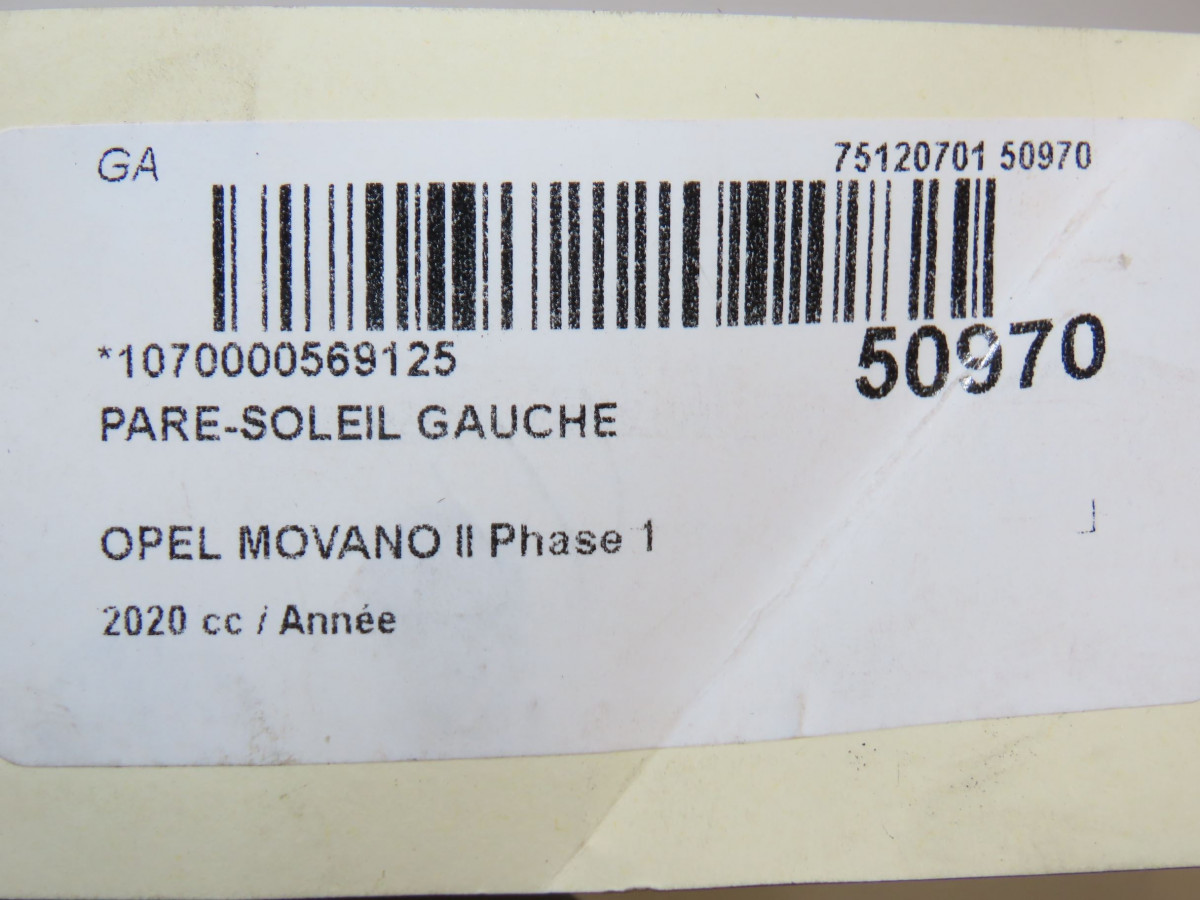 GA
75120701 50970
*1070000569125
50970
PARE-SOLEIL GAUCHE
OPEL MOVANO II Phase 1
2020 cc / Année